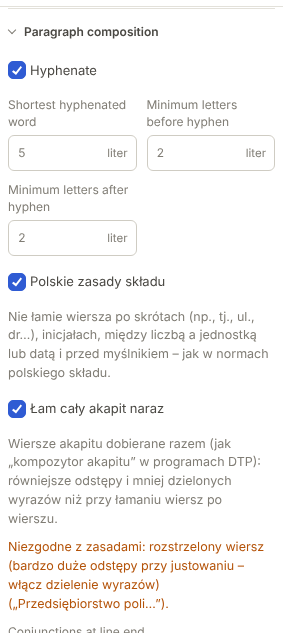 Paragraph composition
Hyphenate
Shortest hyphenated
word
Minimum letters
before hyphen
5 liter
2 liter
Minimum letters after
hyphen
2 liter
Polskie zasady składu
Nie łamie wiersza po skrótach (np., tj., ul.,
dr…), inicjałach, między liczbą a jednostką
lub datą i przed myślnikiem – jak w normach
polskiego składu.
Łam cały akapit naraz
Wiersze akapitu dobierane razem (jak
„kompozytor akapitu” w programach DTP):
równiejsze odstępy i mniej dzielonych
wyrazów niż przy łamaniu wiersz po
wierszu.
Niezgodne z zasadami: rozstrzelony wiersz
(bardzo duże odstępy przy justowaniu –
włącz dzielenie wyrazów)
(„Przedsiębiorstwo poli…”).
Conjunctions at line end